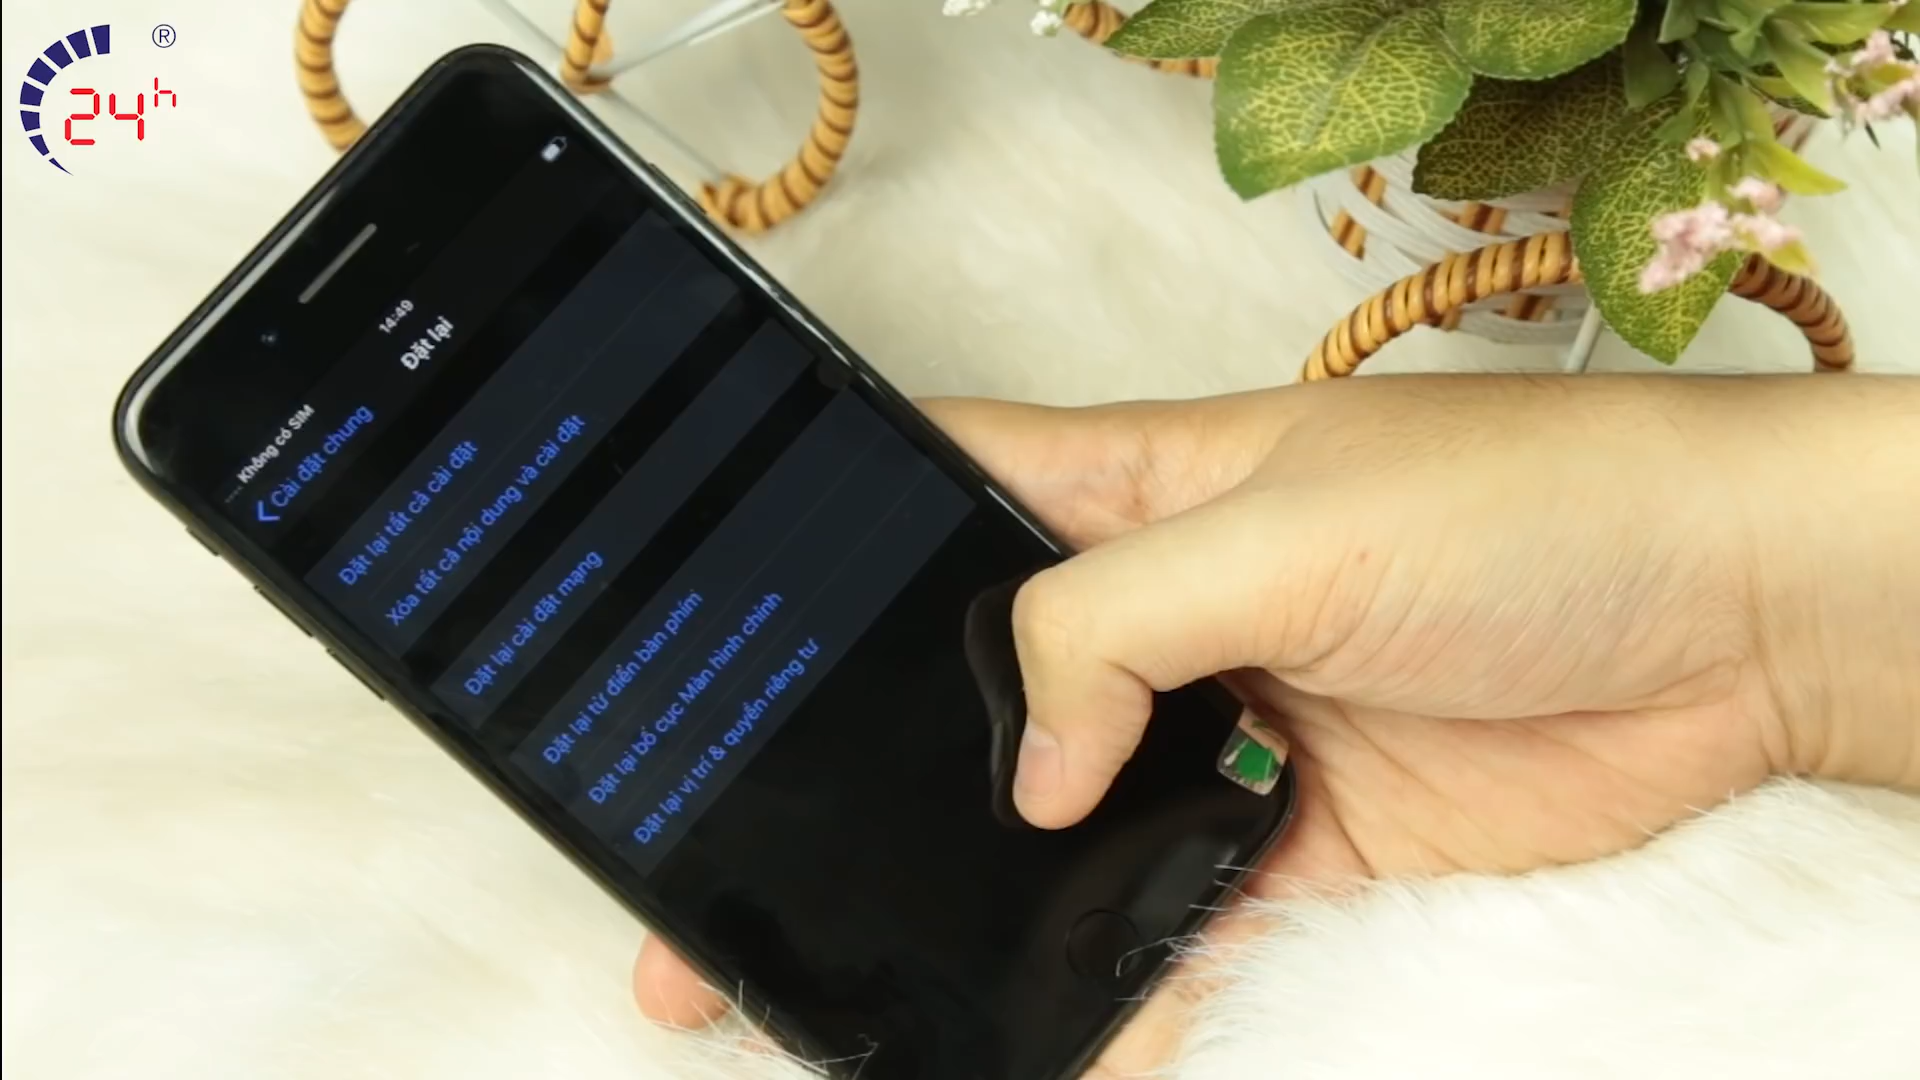 24h
®
Không có SIM
14:49
Cài đặt chung
Đặt lại
Đặt lại tất cả cài đặt
Xóa tất cả nội dung và cài đặt
Đặt lại cài đặt mạng
Đặt lại từ điển bàn phím
Đặt lại bố cục Màn hình chính
Đặt lại vị trí & quyền riêng tư